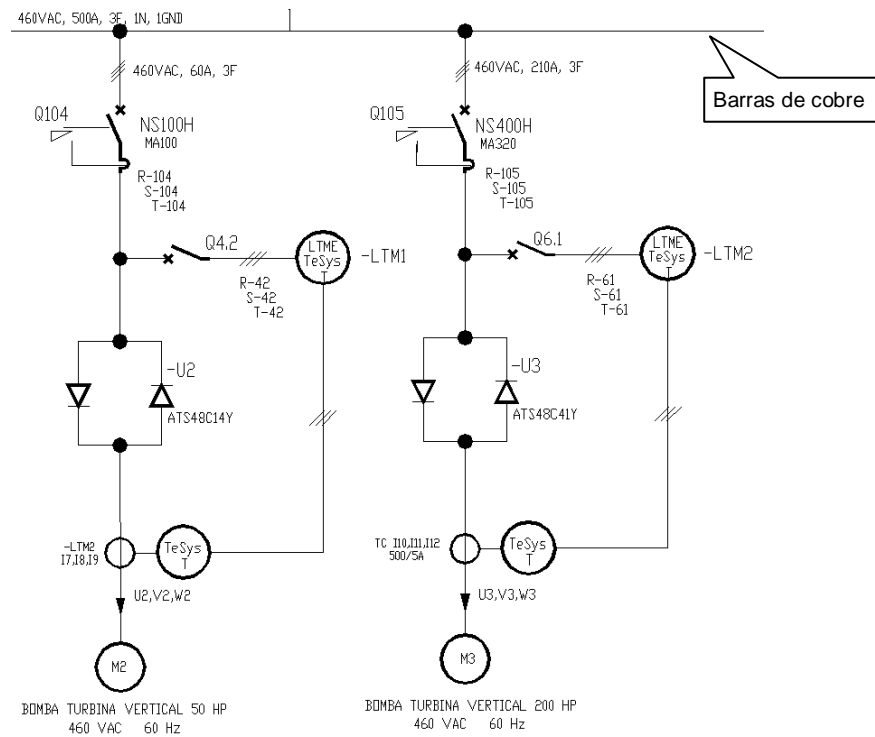 460VAC, 500A, 3F, 1N, 1GND
Barras de cobre
460VAC, 60A, 3F
Q104
NS100H
MA100
R-104
S-104
T-104
Q4,2
LTME
TeSys
T
-LTM1
R-42
S-42
T-42
-U2
ATS48C14Y
-LTM2
I7,I8,I9
TeSys
T
U2,V2,W2
M2
BOMBA TURBINA VERTICAL 50 HP
460 VAC 60 Hz
460VAC, 210A, 3F
Q105
NS400H
MA320
R-105
S-105
T-105
Q6.1
LTME
TeSys
T
-LTM2
R-61
S-61
T-61
-U3
ATS48C41Y
TC I10,I11,I12
500/5A
TeSys
T
U3,V3,W3
M3
BOMBA TURBINA VERTICAL 200 HP
460 VAC 60 Hz